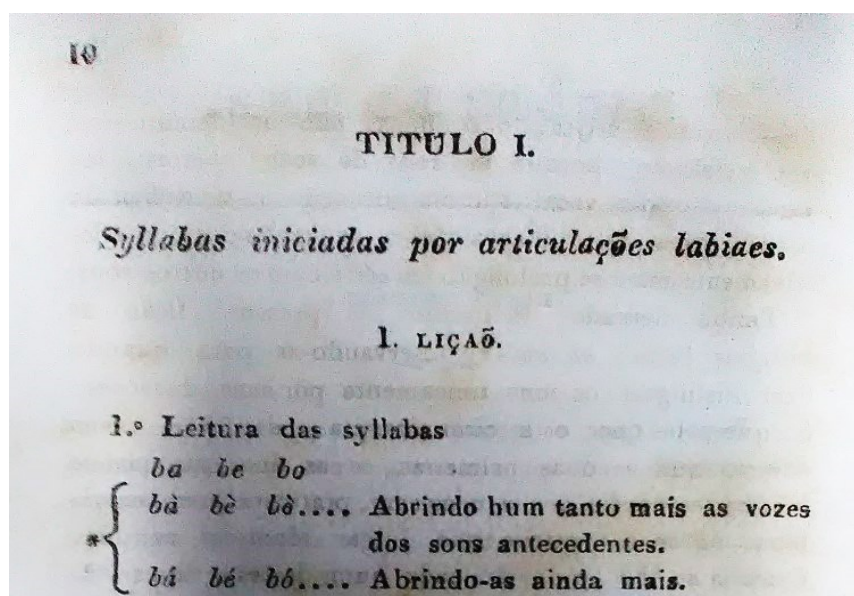 10
TITULO I.
Syllabas iniciadas por articulações labiaes.
1. LIÇAÕ.
1.º Leitura das syllabas
ba be bo
bà bè bò.... Abrindo hum tanto mais as vozes
* dos sons antecedentes.
bá bé bó.... Abrindo-as ainda mais.